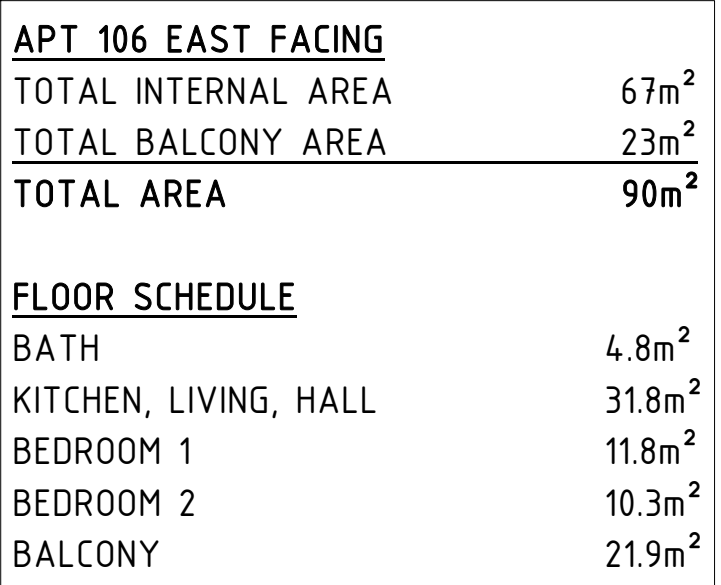 APT 106 EAST FACING
TOTAL INTERNAL AREA 67m²
TOTAL BALCONY AREA 23m²
TOTAL AREA 90m²
FLOOR SCHEDULE
BATH 4.8m²
KITCHEN, LIVING, HALL 31.8m²
BEDROOM 1 11.8m²
BEDROOM 2 10.3m²
BALCONY 21.9m²